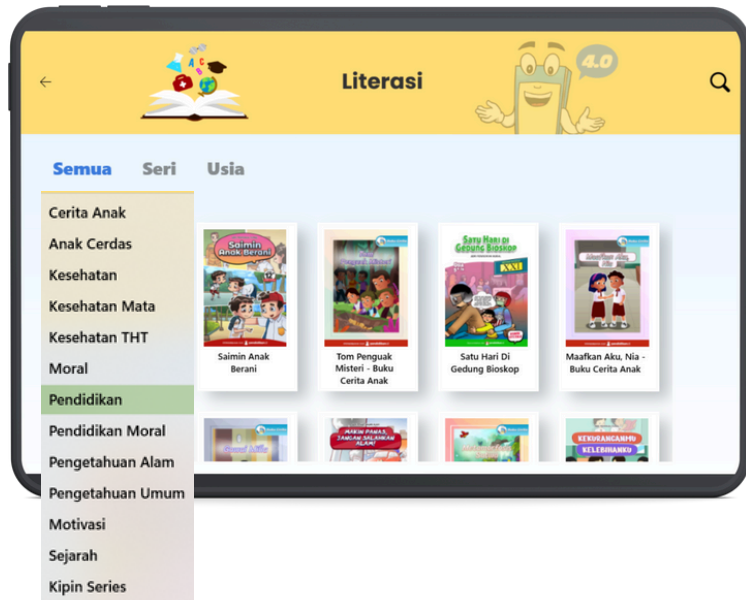 4.0
Literasi
Semua Seri Usia
Cerita Anak
Anak Cerdas
Kesehatan
Kesehatan Mata
Kesehatan THT
Moral
Pendidikan
Pendidikan Moral
Pengetahuan Alam
Pengetahuan Umum
Motivasi
Sejarah
Kipin Series
Saimin
Anak Berani
Saimin Anak
Berani
Tom Penguak
Misteri - Buku
Cerita Anak
SATU HARI DI
GEDUNG BIOSKOP
XXI
Satu Hari Di
Gedung Bioskop
Maafkan Aku,
Maafkan Aku, Nia -
Buku Cerita Anak
MAKIN PANAS,
JANGAN SALAHKAN
ALAM!
KEKURANGANMU
KELEBIHANKU